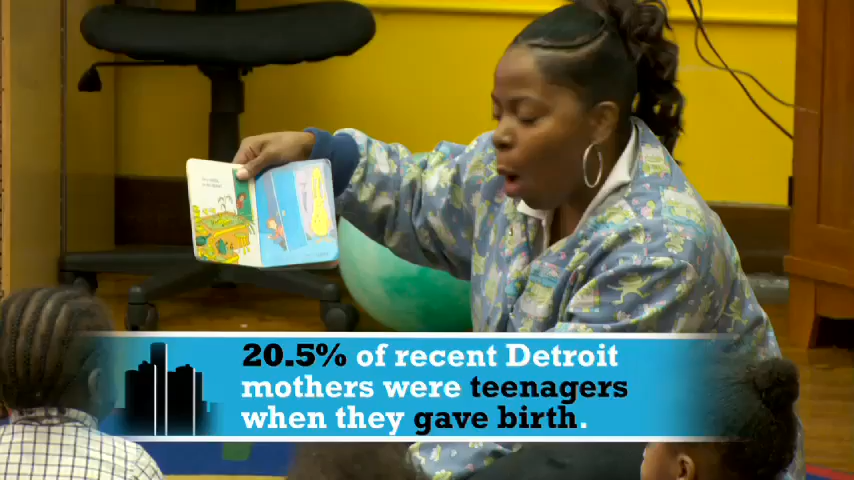 20.5% of recent Detroit
mothers were teenagers
when they gave birth.